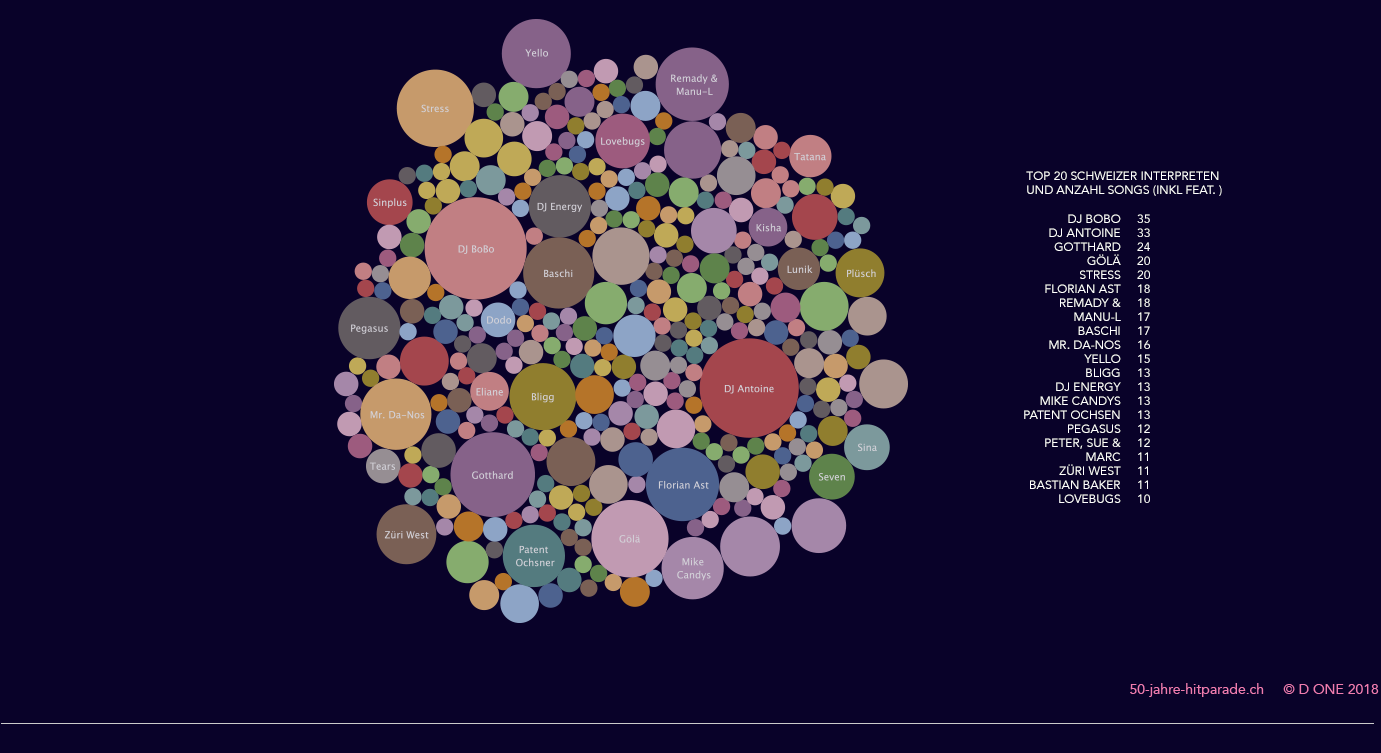 Yello
Remady &
Manu-L
Stress
Lovebugs
Tatana
Sinplus
DJ Energy
Kisha
DJ BoBo
Baschi
Lunik
Plüsch
Dodo
Pegasus
DJ Antoine
Eliane
Bligg
Mr. Da-Nos
Sina
Tears
Gotthard
Florian Ast
Seven
Züri West
Gölä
Patent
Ochsner
Mike
Candys
TOP 20 SCHWEIZER INTERPRETEN
UND ANZAHL SONGS (INKL FEAT. )
DJ BOBO 35
DJ ANTOINE 33
GOTTHARD 24
GÖLÄ 20
STRESS 20
FLORIAN AST 18
REMADY & 18
MANU-L 17
BASCHI 17
MR. DA-NOS 16
YELLO 15
BLIGG 13
DJ ENERGY 13
MIKE CANDYS 13
PATENT OCHSEN 13
PEGASUS 12
PETER, SUE & 12
MARC 11
ZÜRI WEST 11
BASTIAN BAKER 11
LOVEBUGS 10
50-jahre-hitparade.ch © D ONE 2018